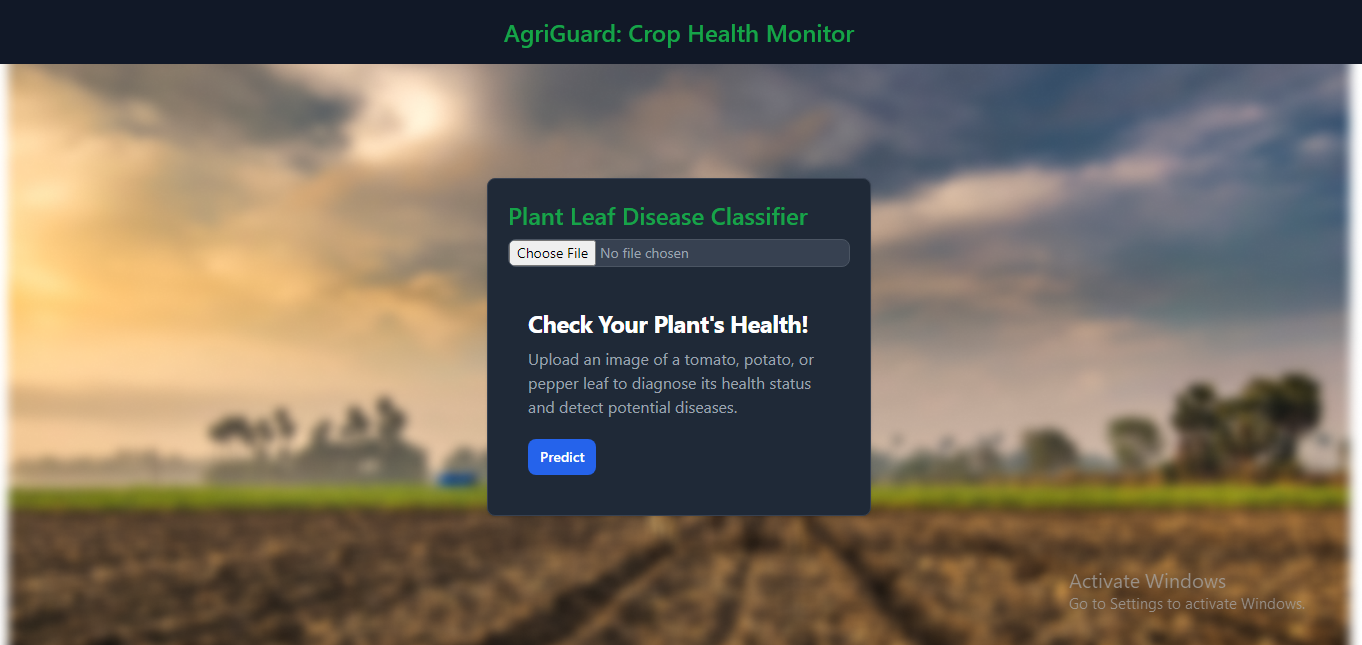 AgriGuard: Crop Health Monitor
Plant Leaf Disease Classifier
Choose File No file chosen
Check Your Plant's Health!
Upload an image of a tomato, potato, or
pepper leaf to diagnose its health status
and detect potential diseases.
Predict
Activate Windows
Go to Settings to activate Windows.